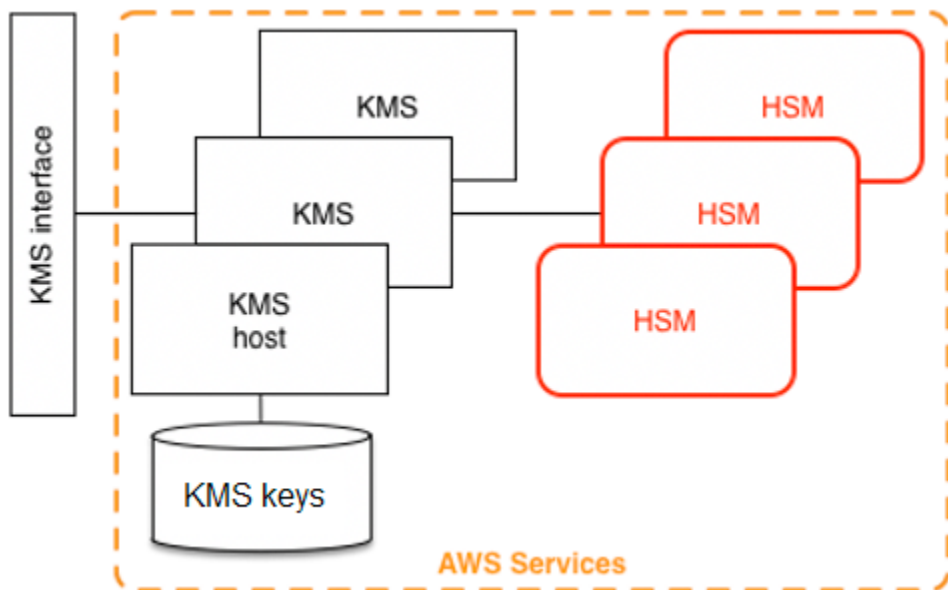 KMS interface
KMS
KMS
KMS
host
KMS keys
HSM
HSM
HSM
AWS Services